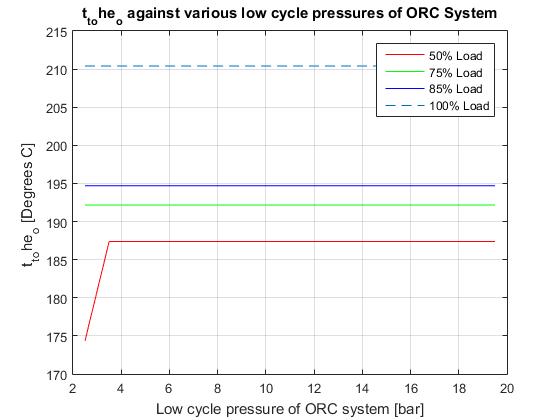 t_to he_o against various low cycle pressures of ORC System
215
210
205
200
195
190
185
180
175
170
t_to he_o [Degrees C]
50% Load
75% Load
85% Load
100% Load
2 4 6 8 10 12 14 16 18 20
Low cycle pressure of ORC system [bar]